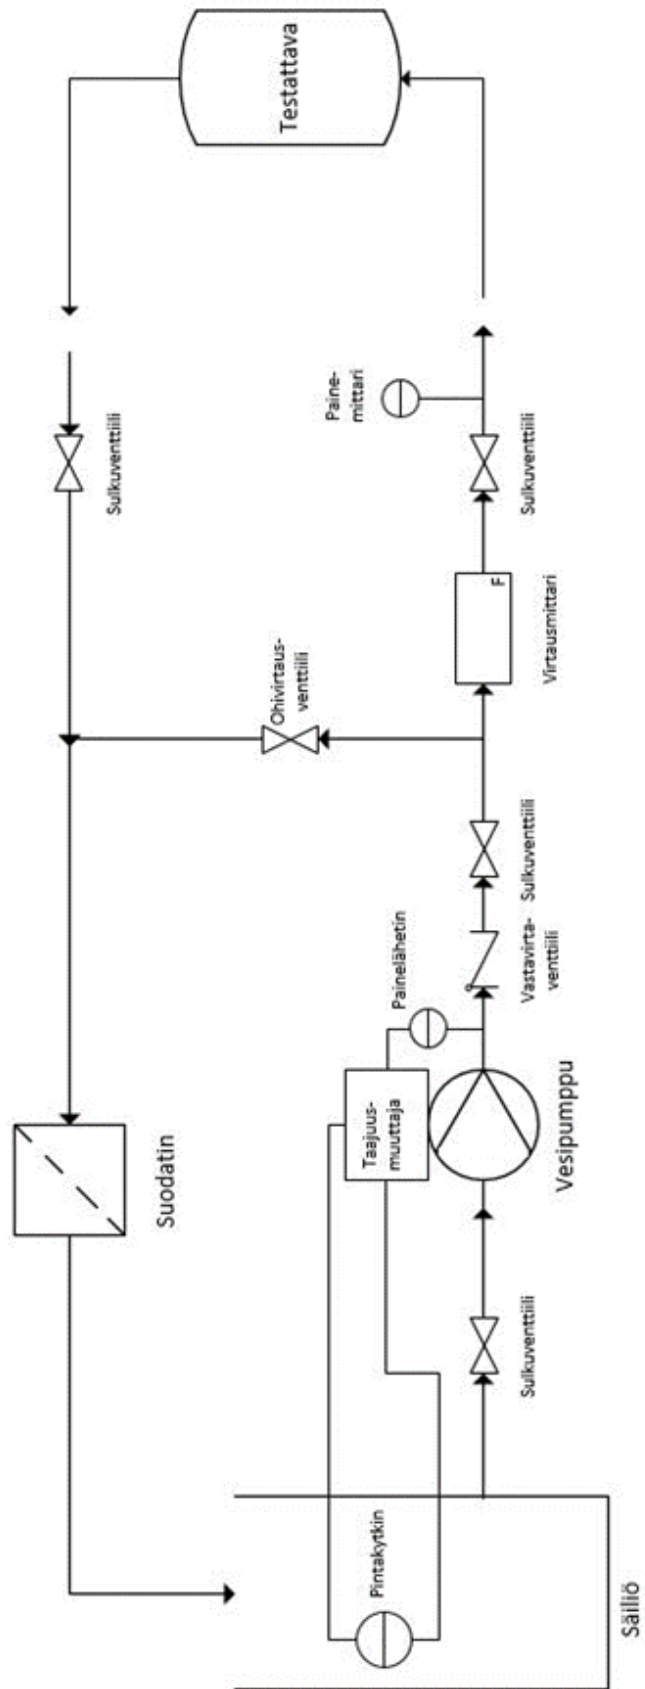 Testattava
Sulkuventtiili
Paine-
mittari
Sulkuventtiili
F
Virtausmittari
Ohivirtaus-
venttiili
Sulkuventtiili
Vastavirta-
venttiili
Painelähetin
Taajuus-
muuttaja
Vesipumppu
Suodatin
Sulkuventtiili
Pintakytkin
Säiliö